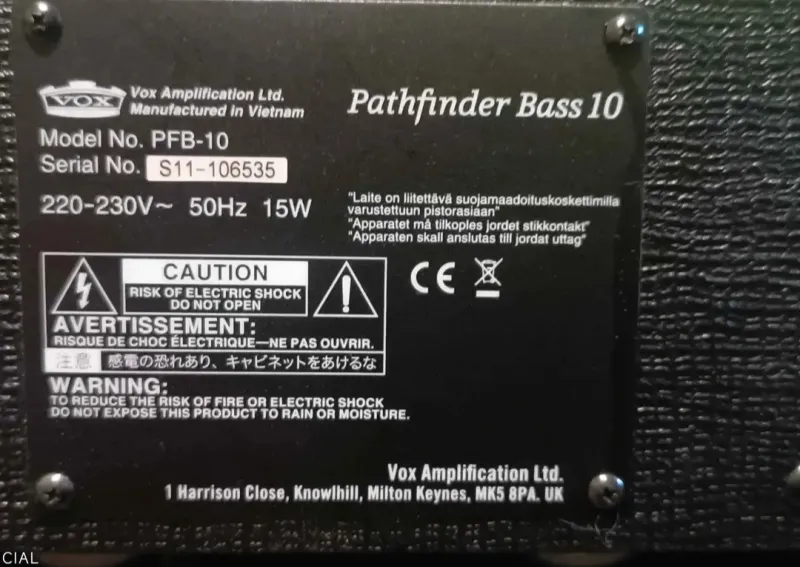 VOX
Vox Amplification Ltd.
Manufactured in Vietnam
Pathfinder Bass 10
Model No. PFB-10
Serial No. S11-106535
220-230V~ 50Hz 15W
"Laite on liitettävä suojamaadoituskoskettimilla
varustettuun pistorasiaan"
"Apparatet må tilkoples jordet stikkontakt"
"Apparaten skall anslutas till jordat uttag"
CAUTION
RISK OF ELECTRIC SHOCK
DO NOT OPEN
CE
AVERTISSEMENT:
RISQUE DE CHOC ÉLECTRIQUE—NE PAS OUVRIR.
注意 感電の恐れあり、キャビネットをあけるな
WARNING:
TO REDUCE THE RISK OF FIRE OR ELECTRIC SHOCK
DO NOT EXPOSE THIS PRODUCT TO RAIN OR MOISTURE.
Vox Amplification Ltd.
1 Harrison Close, Knowlhill, Milton Keynes, MK5 8PA. UK
CIAL